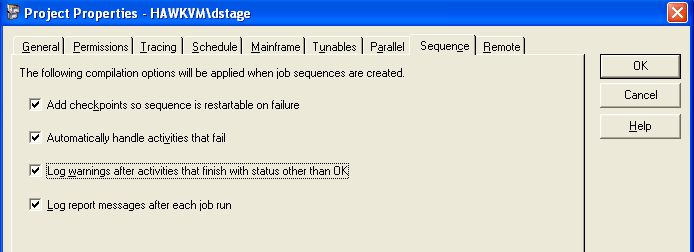 Project Properties - HAWKVM\dstage
General Permissions Tracing Schedule Mainframe Tunables Parallel Sequence Remote
The following compilation options will be applied when job sequences are created.
Add checkpoints so sequence is restartable on failure
Automatically handle activities that fail
Log warnings after activities that finish with status other than OK
Log report messages after each job run
OK
Cancel
Help